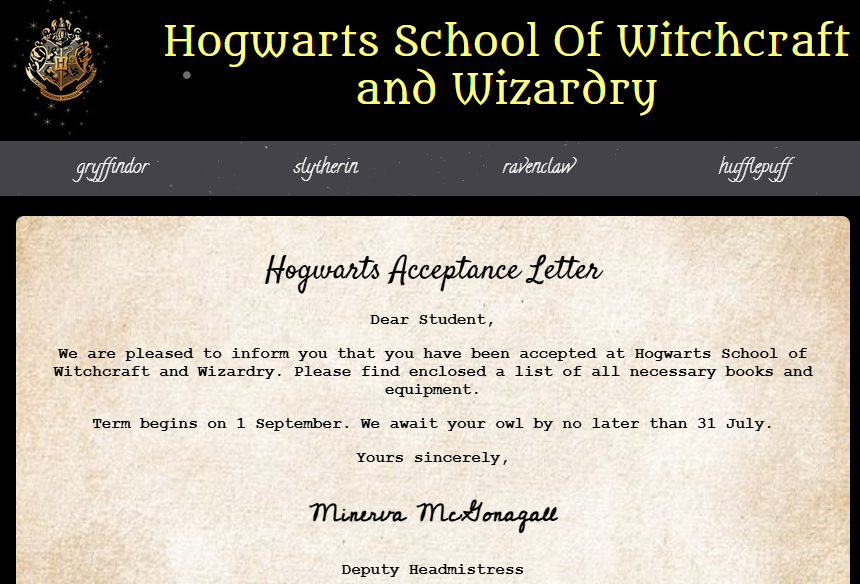 Hogwarts School Of Witchcraft
and Wizardry
gryffindor slytherin ravenclaw hufflepuff
Hogwarts Acceptance Letter
Dear Student,
We are pleased to inform you that you have been accepted at Hogwarts School of
Witchcraft and Wizardry. Please find enclosed a list of all necessary books and
equipment.
Term begins on 1 September. We await your owl by no later than 31 July.
Yours sincerely,
Minerva McGonagall
Deputy Headmistress